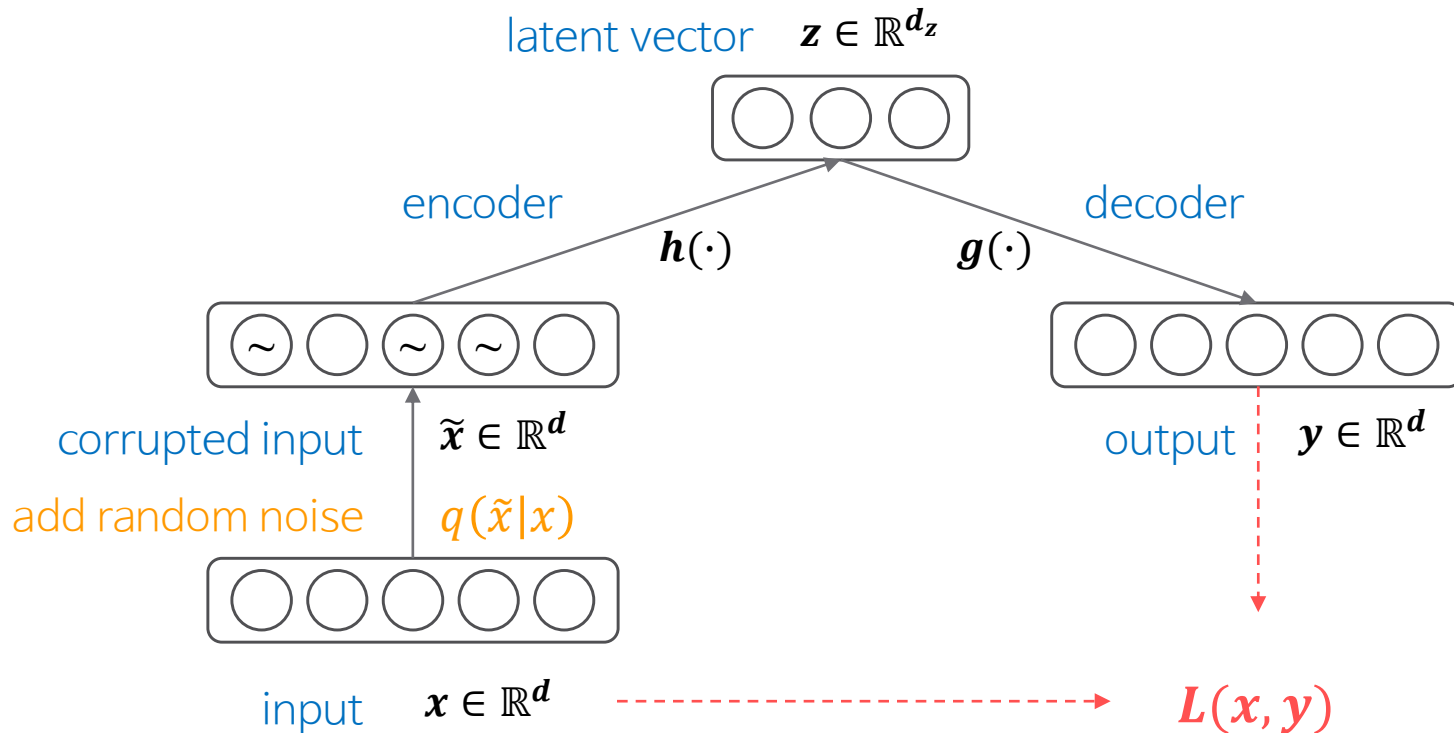 latent vector z ∈ ℝ^{d_z}
encoder
decoder
h(·)
g(·)
~ ~ ~
corrupted input x̃ ∈ ℝ^d
output y ∈ ℝ^d
add random noise q(x̃|x)
input x ∈ ℝ^d
L(x, y)